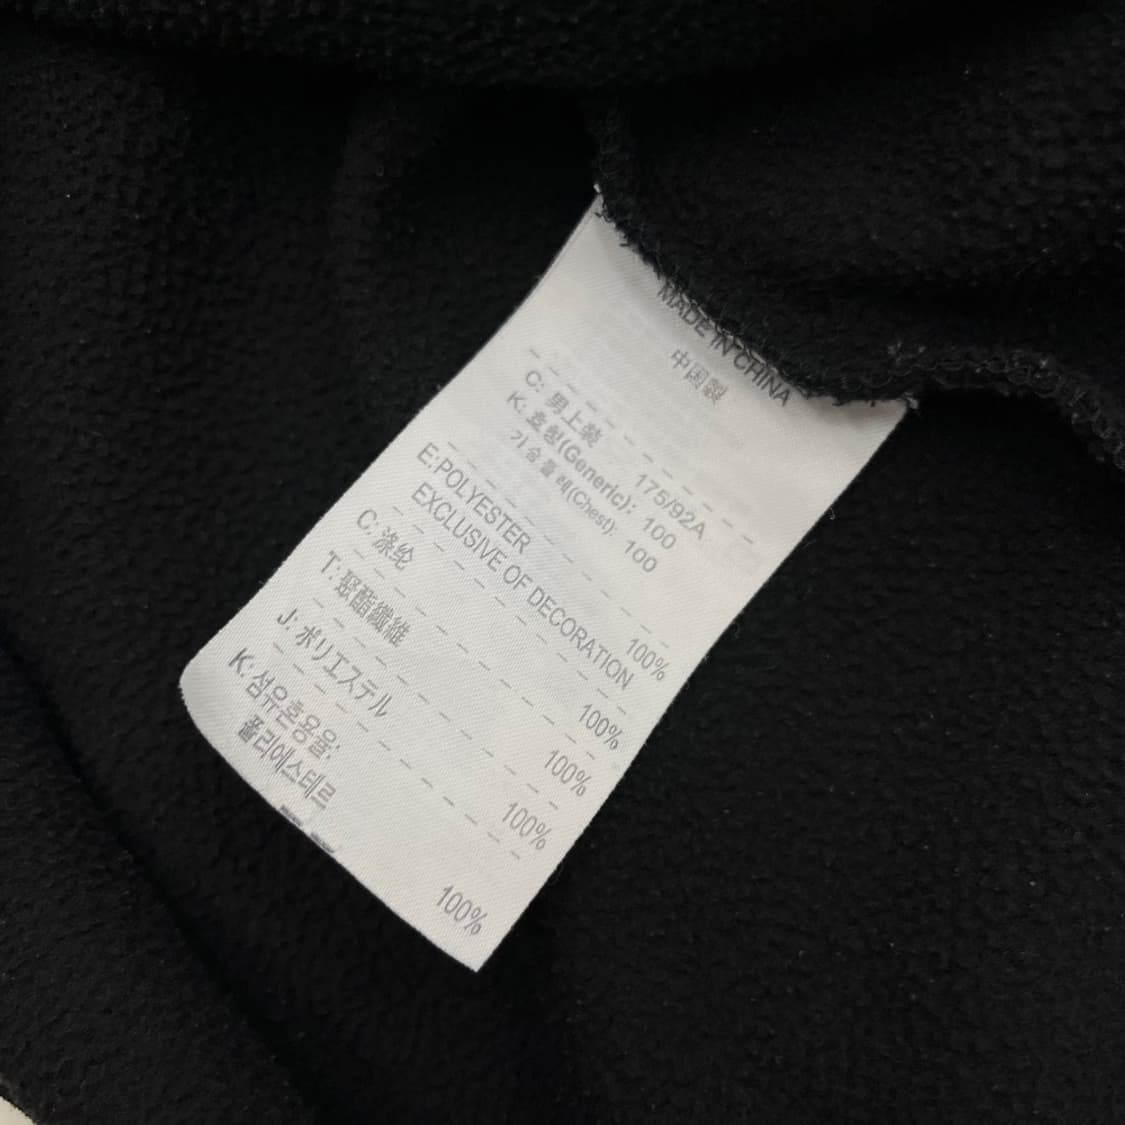 MADE IN CHINA
中国製
C: 男上装 175/92A
K: 호칭(Generic): 100
가슴둘레(Chest): 100
E:POLYESTER 100%
EXCLUSIVE OF DECORATION
C: 涤纶 100%
T: 聚酯纖維 100%
J: ポリエステル 100%
K: 섬유혼용율:
폴리에스테르 100%